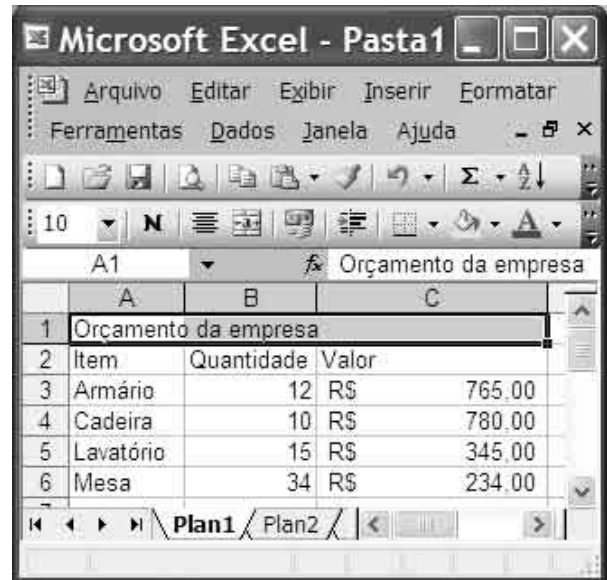 Microsoft Excel - Pasta1
Arquivo Editar Exibir Inserir Formatar
Ferramentas Dados Janela Ajuda
10 N Σ A Z A
A1 fx Orçamento da empresa
A B C
1 Orçamento da empresa
2 Item Quantidade Valor
3 Armário 12 R$ 765,00
4 Cadeira 10 R$ 780,00
5 Lavatório 15 R$ 345,00
6 Mesa 34 R$ 234,00
Plan1 Plan2